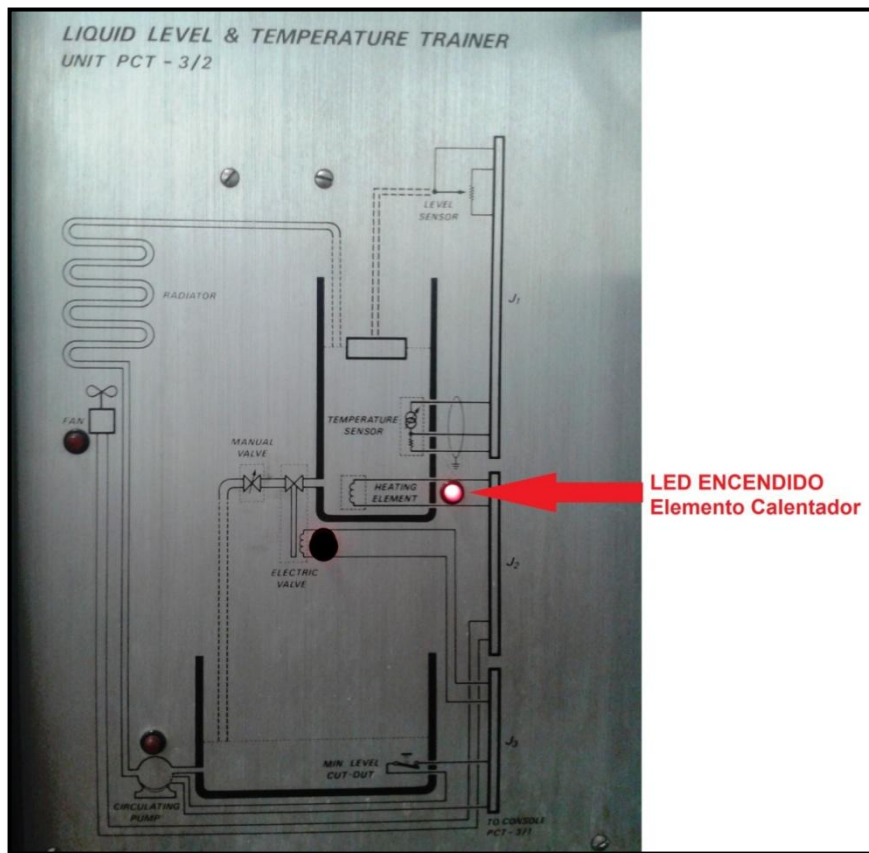 LIQUID LEVEL & TEMPERATURE TRAINER
UNIT PCT - 3/2
LEVEL
SENSOR
RADIATOR
J1
FAN
TEMPERATURE
SENSOR
MANUAL
VALVE
HEATING
ELEMENT
LED ENCENDIDO
Elemento Calentador
ELECTRIC
VALVE
J2
J3
MIN LEVEL
CUT-OUT
CIRCULATING
PUMP
TO CONSOLE
PCT-3/1